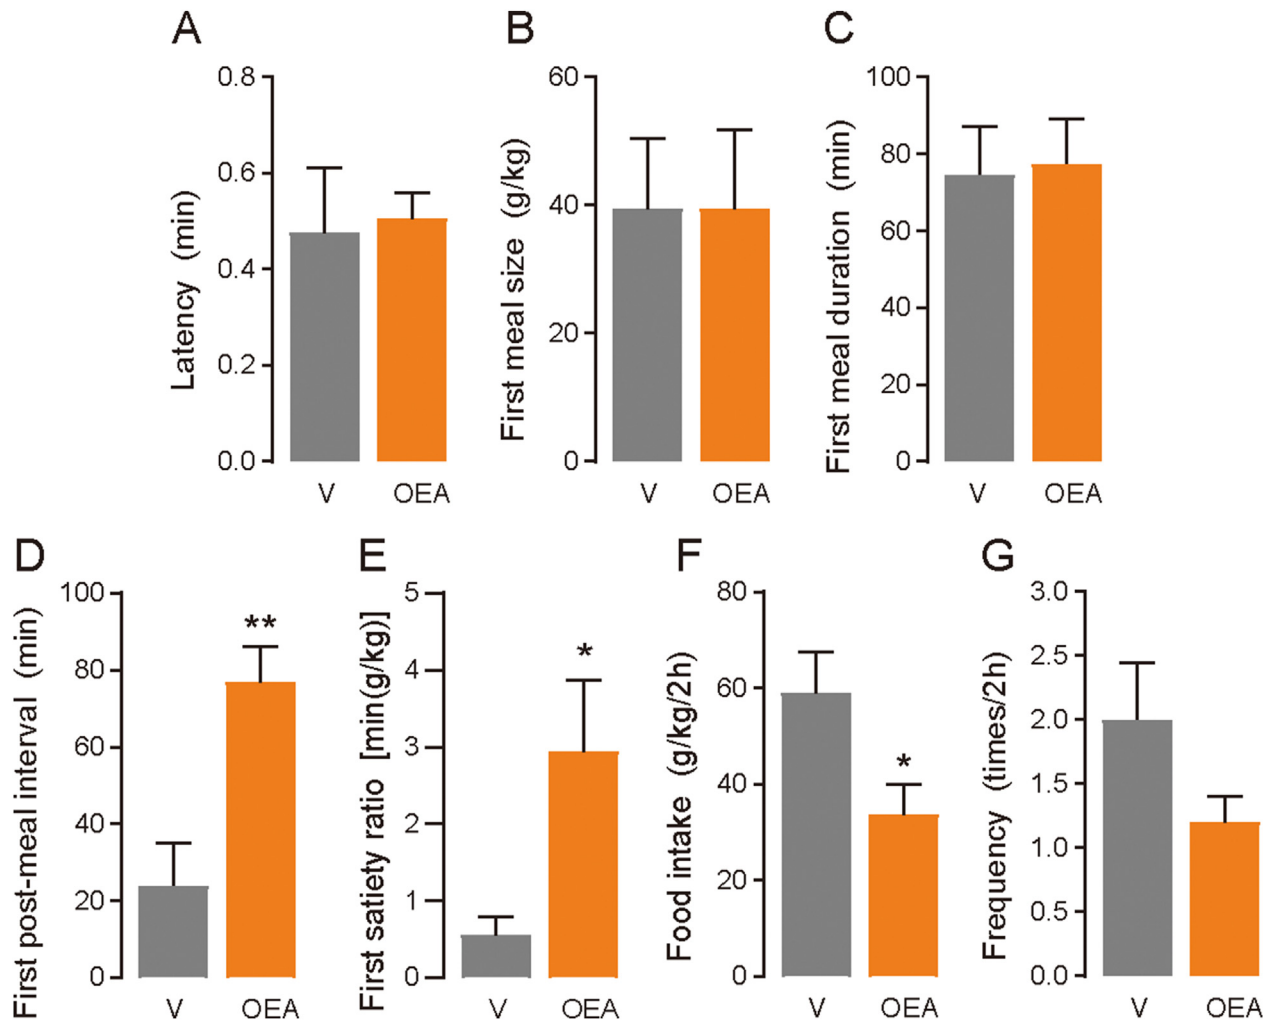 A
Latency (min)
0.8
0.6
0.4
0.2
0.0
V
OEA
B
First meal size (g/kg)
60
40
20
0
V
OEA
C
First meal duration (min)
100
80
60
40
20
0
V
OEA
D
First post-meal interval (min)
100
80
60
40
20
0
**
V
OEA
E
First satiety ratio [min(g/kg)]
5
4
3
2
1
0
*
V
OEA
F
Food intake (g/kg/2h)
80
60
40
20
0
*
V
OEA
G
Frequency (times/2h)
3.0
2.5
2.0
1.5
1.0
0.5
0.0
V
OEA